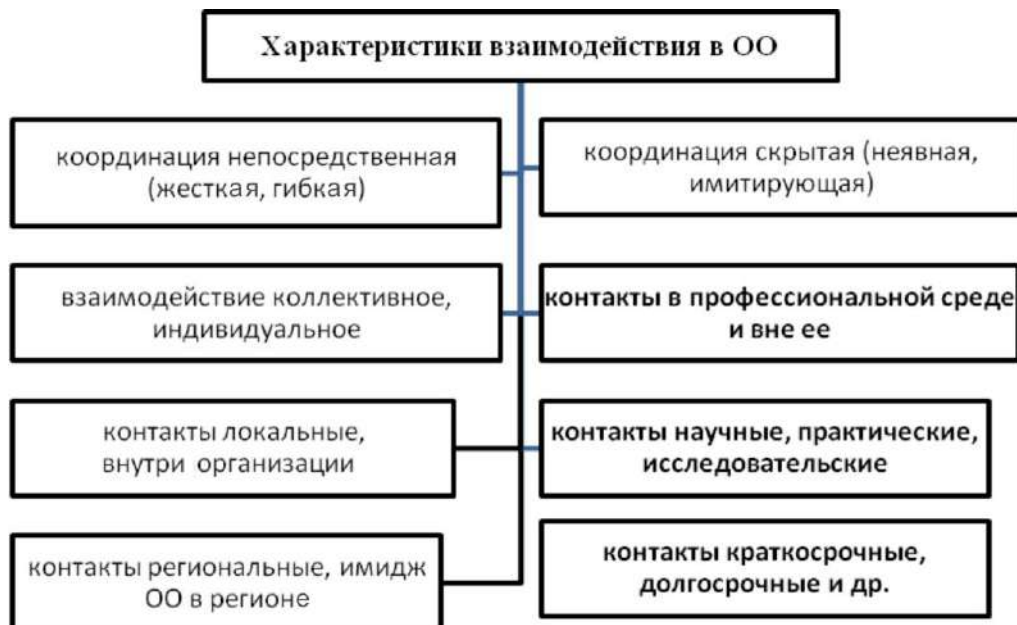 Характеристики взаимодействия в ОО
координация непосредственная
(жесткая, гибкая)
координация скрытая (неявная,
имитирующая)
взаимодействие коллективное,
индивидуальное
контакты в профессиональной среде
и вне ее
контакты локальные,
внутри организации
контакты научные, практические,
исследовательские
контакты региональные, имидж
ОО в регионе
контакты краткосрочные,
долгосрочные и др.